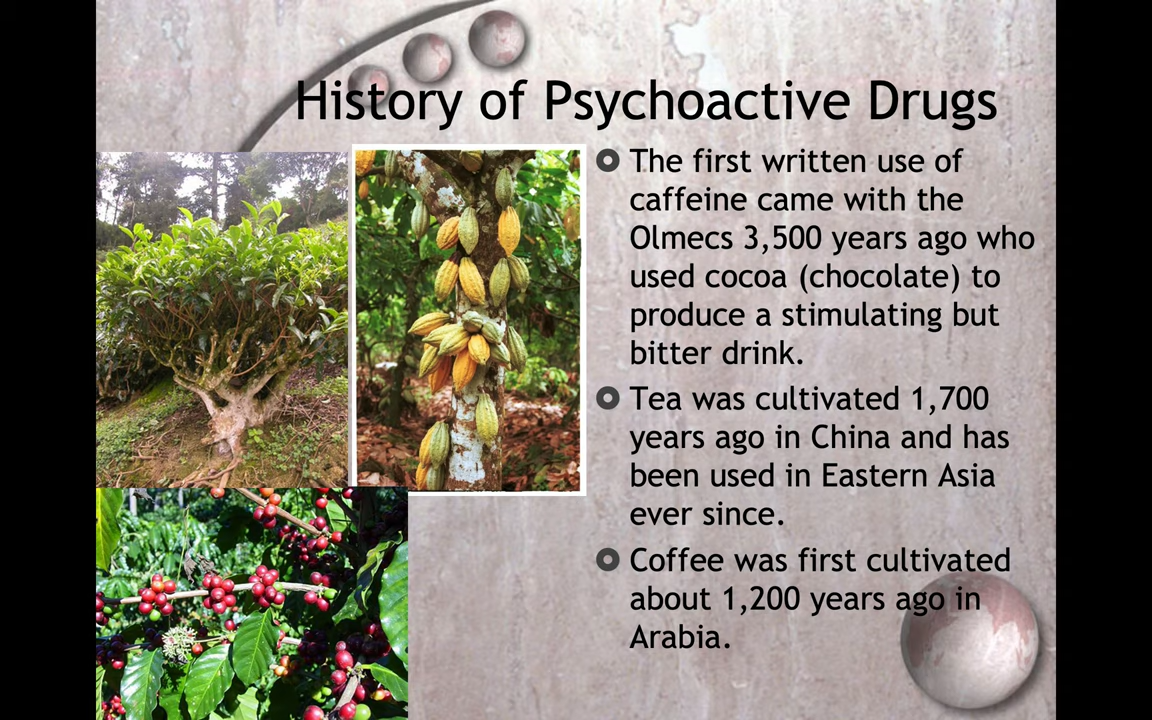 History of Psychoactive Drugs
The first written use of
caffeine came with the
Olmecs 3,500 years ago who
used cocoa (chocolate) to
produce a stimulating but
bitter drink.
Tea was cultivated 1,700
years ago in China and has
been used in Eastern Asia
ever since.
Coffee was first cultivated
about 1,200 years ago in
Arabia.